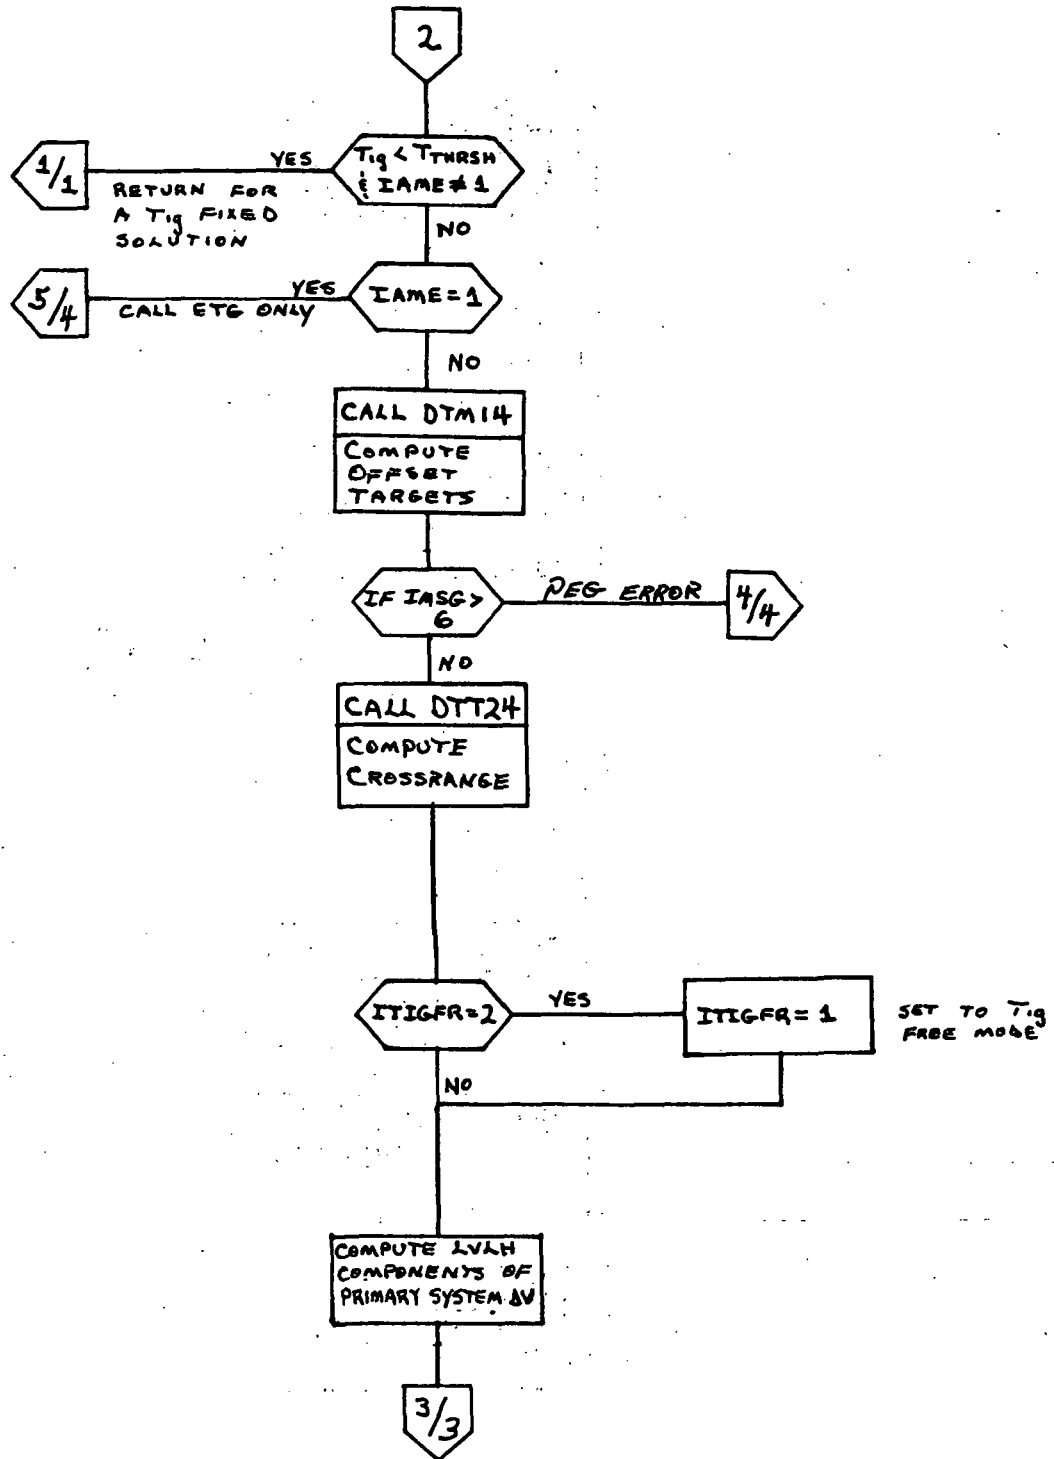 2
Tig < TTHRSH
& IAME ≠ 1
YES
1/1
RETURN FOR
A Tig FIXED
SOLUTION
NO
IAME = 1
YES
5/4
CALL ETG ONLY
NO
CALL DTM14
COMPUTE
OFFSET
TARGETS
IF IMSG >
6
PEG ERROR
4/4
NO
CALL DTT24
COMPUTE
CROSSRANGE
ITIGFR = 2
YES
ITIGFR = 1
SET TO Tig
FREE MODE
NO
COMPUTE LVLH
COMPONENTS OF
PRIMARY SYSTEM ΔV
3/3